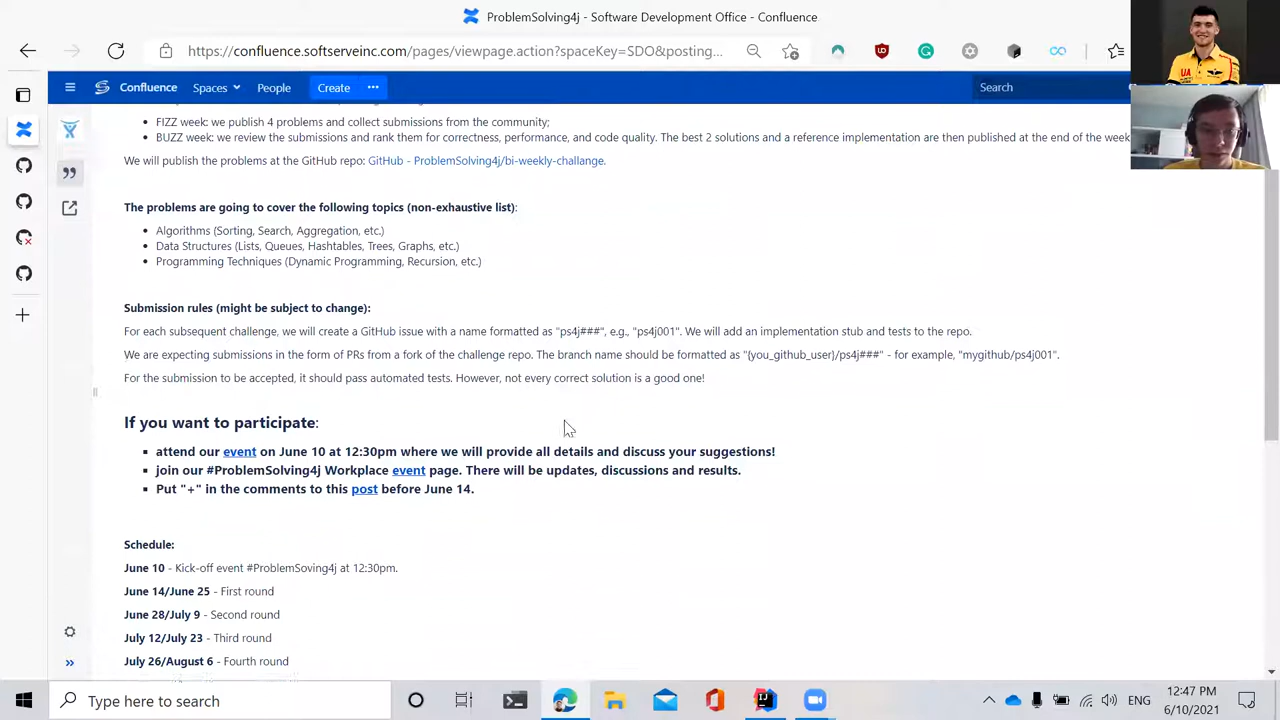 ProblemSolving4j - Software Development Office - Confluence
https://confluence.softserveinc.com/pages/viewpage.action?spaceKey=SDO&posting...
Confluence Spaces People Create ••• Search
FIZZ week: we publish 4 problems and collect submissions from the community;
BUZZ week: we review the submissions and rank them for correctness, performance, and code quality. The best 2 solutions and a reference implementation are then published at the end of the week
We will publish the problems at the GitHub repo: GitHub - ProblemSolving4j/bi-weekly-challange.
The problems are going to cover the following topics (non-exhaustive list):
Algorithms (Sorting, Search, Aggregation, etc.)
Data Structures (Lists, Queues, Hashtables, Trees, Graphs, etc.)
Programming Techniques (Dynamic Programming, Recursion, etc.)
Submission rules (might be subject to change):
For each subsequent challenge, we will create a GitHub issue with a name formatted as "ps4j###", e.g., "ps4j001". We will add an implementation stub and tests to the repo.
We are expecting submissions in the form of PRs from a fork of the challenge repo. The branch name should be formatted as "{you_github_user}/ps4j###" - for example, "mygithub/ps4j001".
For the submission to be accepted, it should pass automated tests. However, not every correct solution is a good one!
If you want to participate:
attend our event on June 10 at 12:30pm where we will provide all details and discuss your suggestions!
join our #ProblemSolving4j Workplace event page. There will be updates, discussions and results.
Put "+" in the comments to this post before June 14.
Schedule:
June 10 - Kick-off event #ProblemSoving4j at 12:30pm.
June 14/June 25 - First round
June 28/July 9 - Second round
July 12/July 23 - Third round
July 26/August 6 - Fourth round
Type here to search
ENG
12:47 PM
6/10/2021
UA